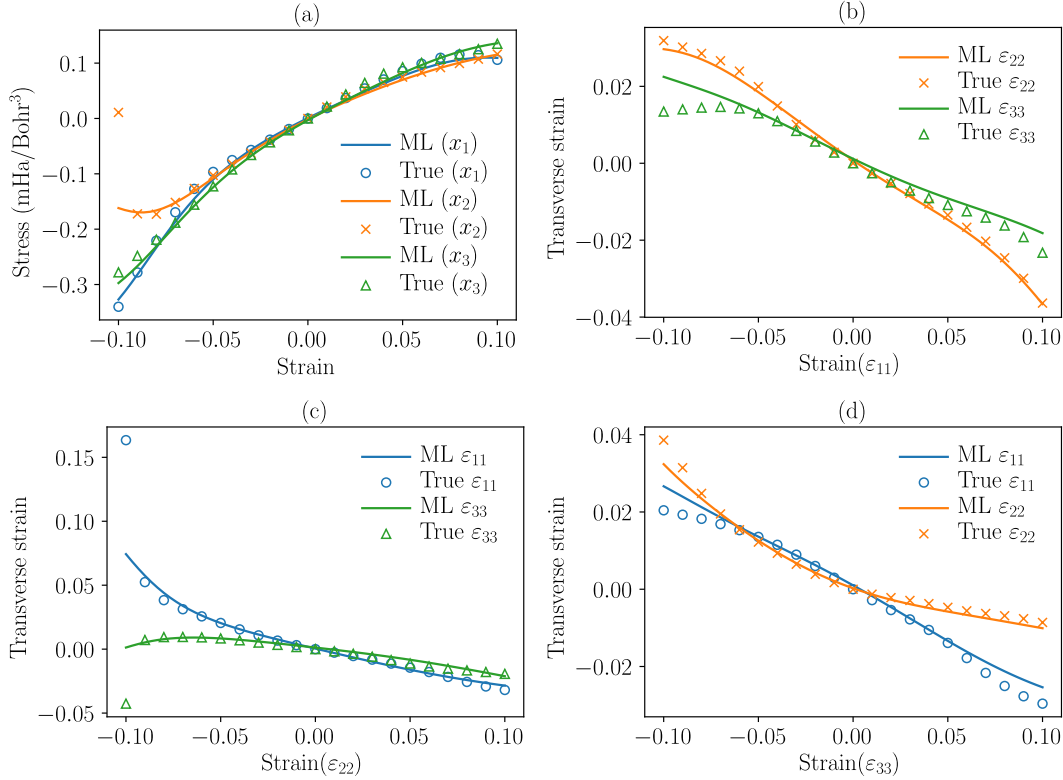 (a)
Stress (mHa/Bohr³)
0.1
0.0
−0.1
−0.2
−0.3
ML (x₁)
True (x₁)
ML (x₂)
True (x₂)
ML (x₃)
True (x₃)
−0.10 −0.05 0.00 0.05 0.10
Strain
(b)
Transverse strain
0.02
0.00
−0.02
−0.04
ML ε₂₂
True ε₂₂
ML ε₃₃
True ε₃₃
−0.10 −0.05 0.00 0.05 0.10
Strain(ε₁₁)
(c)
Transverse strain
0.15
0.10
0.05
0.00
−0.05
ML ε₁₁
True ε₁₁
ML ε₃₃
True ε₃₃
−0.10 −0.05 0.00 0.05 0.10
Strain(ε₂₂)
(d)
Transverse strain
0.04
0.02
0.00
−0.02
ML ε₁₁
True ε₁₁
ML ε₂₂
True ε₂₂
−0.10 −0.05 0.00 0.05 0.10
Strain(ε₃₃)